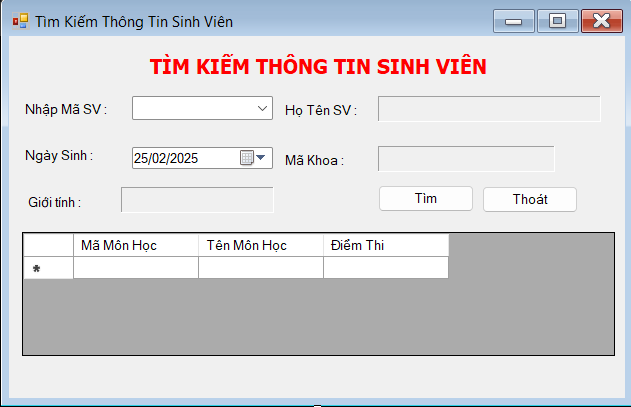 Tìm Kiếm Thông Tin Sinh Viên
TÌM KIẾM THÔNG TIN SINH VIÊN
Nhập Mã SV :
Họ Tên SV :
Ngày Sinh :
25/02/2025
Mã Khoa :
Giới tính :
Tìm
Thoát
Mã Môn Học
Tên Môn Học
Điểm Thi
*